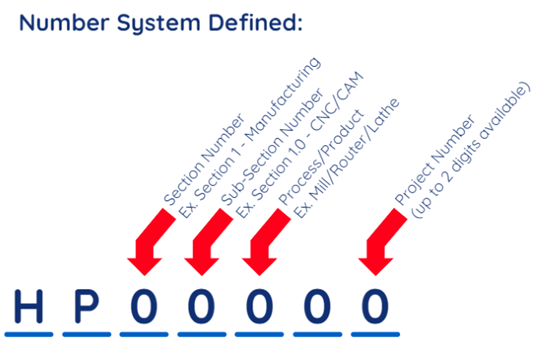 Number System Defined:
Section Number
Ex. Section 1 - Manufacturing
Sub-Section Number
Ex. Section 1.0 - CNC/CAM
Process/Product
Ex. Mill/Router/Lathe
Project Number
(up to 2 digits available)
H P 0 0 0 0 0